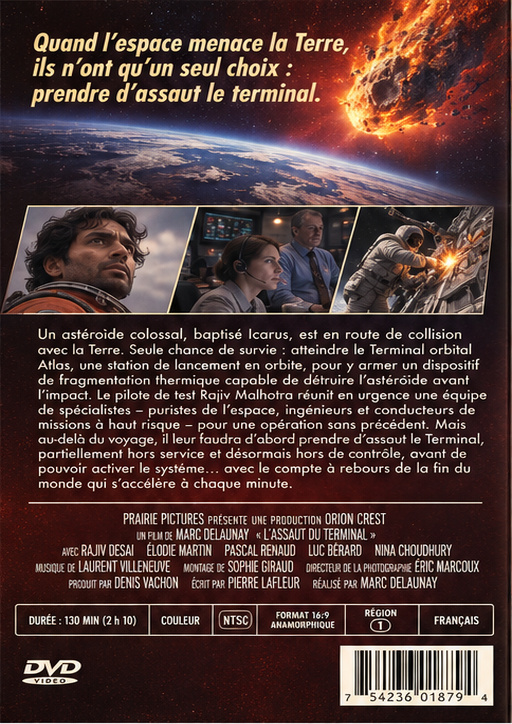 Quand l'espace menace la Terre,
ils n'ont qu'un seul choix :
prendre d'assaut le terminal.
Un astéroïde colossal, baptisé Icarus, est en route de collision
avec la Terre. Seule chance de survie : atteindre le Terminal orbital
Atlas, une station de lancement en orbite, pour y armer un dispositif
de fragmentation thermique capable de détruire l'astéróide avant
l'impact. Le pilote de test Rajiv Malhotra réunit en urgence une équipe
de spécialistes – puristes de l'espace, ingénieurs et conducteurs de
missions à haut risque – pour une opération sans précédent. Mais
au-delà du voyage, il leur faudra d'abord prendre d'assaut le Terminal,
partiellement hors service et désormais hors de contrôle, avant de
pouvoir activer le systéme... avec le compte à rebours de la fin du
monde qui s'accélère à chaque minute.
PRAIRIE PICTURES PRÉSENTE UNE PRODUCTION ORION CREST
UN FILM DE MARC DELAUNAY « L'ASSAUT DU TERMINAL »
AVEC RAJIV DESAI ÉLODIE MARTIN PASCAL RENAUD LUC BÉRARD NINA CHOUDHURY
MUSIQUE DE LAURENT VILLENEUVE MONTAGE DE SOPHIE GIRAUD DIRECTEUR DE LA PHOTOGRAPHIE ÉRIC MARCOUX
PRODUIT PAR DENIS VACHON ÉCRIT PAR PIERRE LAFLEUR RÉALISÉ PAR MARC DELAUNAY
DURÉE : 130 MIN (2 h 10) COULEUR NTSC FORMAT 16:9 ANAMORPHIQUE RÉGION 1 FRANÇAIS
DVD
VIDEO
7 54236 01879 4